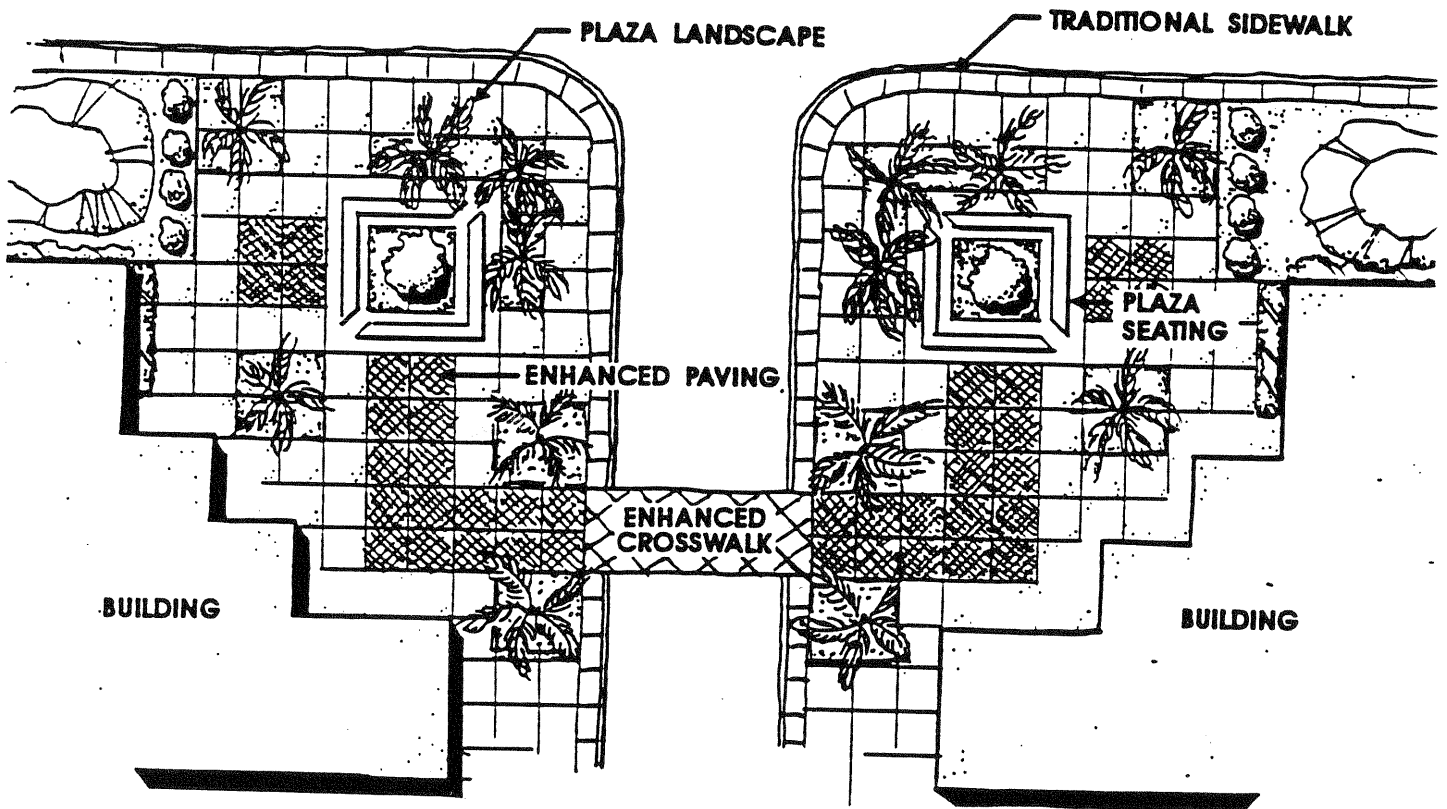 PLAZA LANDSCAPE
TRADITIONAL SIDEWALK
PLAZA
SEATING
ENHANCED PAVING
ENHANCED
CROSSWALK
BUILDING
BUILDING